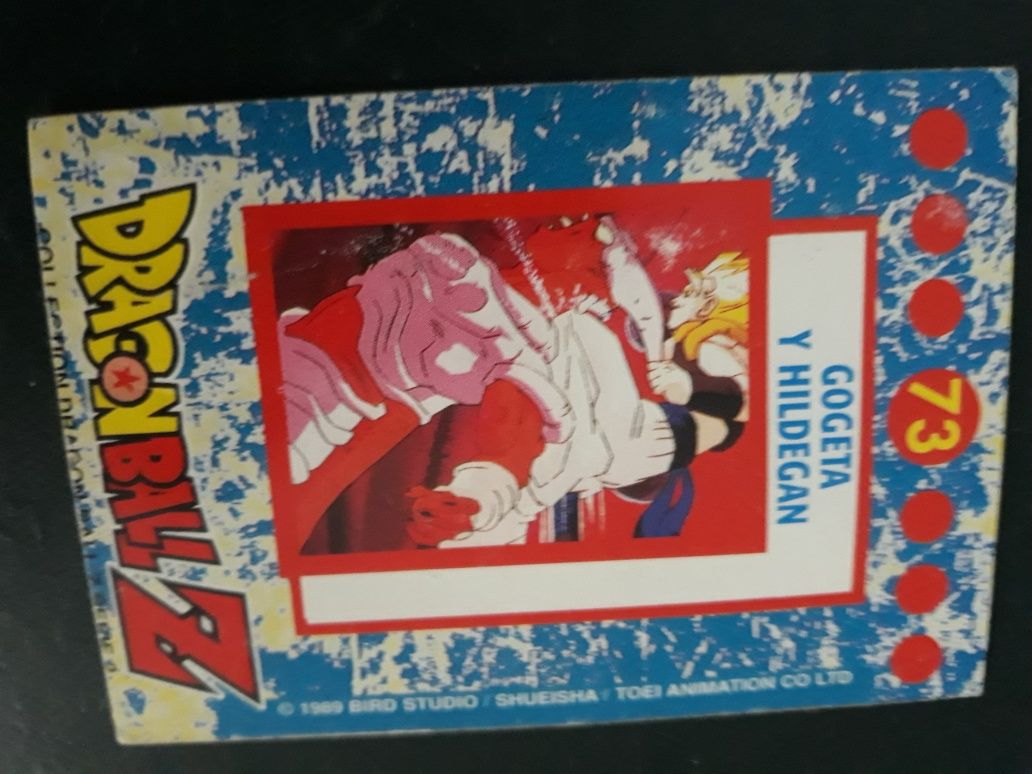 73
GOGETA
Y HILDEGAN
© 1989 BIRD STUDIO / SHUEISHA / TOEI ANIMATION CO LTD
DRAGON BALL Z